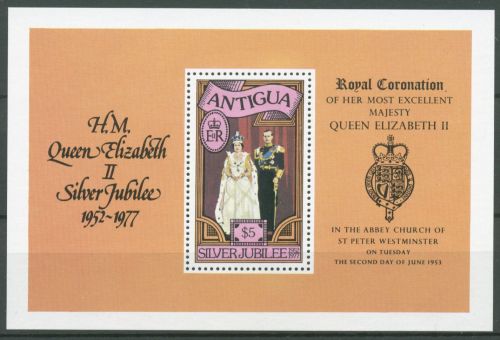 H.M.
Queen Elizabeth
II
Silver Jubilee
1952-1977
ANTIGUA
EIIR
$5
SILVER JUBILEE
Royal Coronation
OF HER MOST EXCELLENT
MAJESTY
QUEEN ELIZABETH II
IN THE ABBEY CHURCH OF
ST PETER WESTMINSTER
ON TUESDAY
THE SECOND DAY OF JUNE 1953